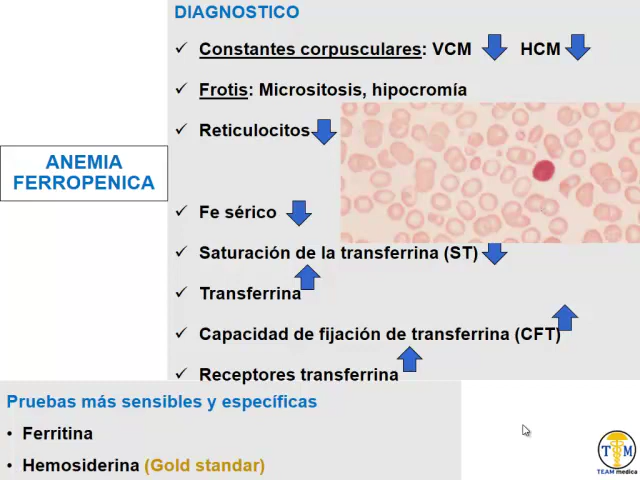 DIAGNOSTICO
✓ Constantes corpusculares: VCM HCM
✓ Frotis: Micrositosis, hipocromía
✓ Reticulocitos
ANEMIA
FERROPENICA
✓ Fe sérico
✓ Saturación de la transferrina (ST)
✓ Transferrina
✓ Capacidad de fijación de transferrina (CFT)
✓ Receptores transferrina
Pruebas más sensibles y específicas
• Ferritina
• Hemosiderina (Gold standar)
T M
TEAM medica